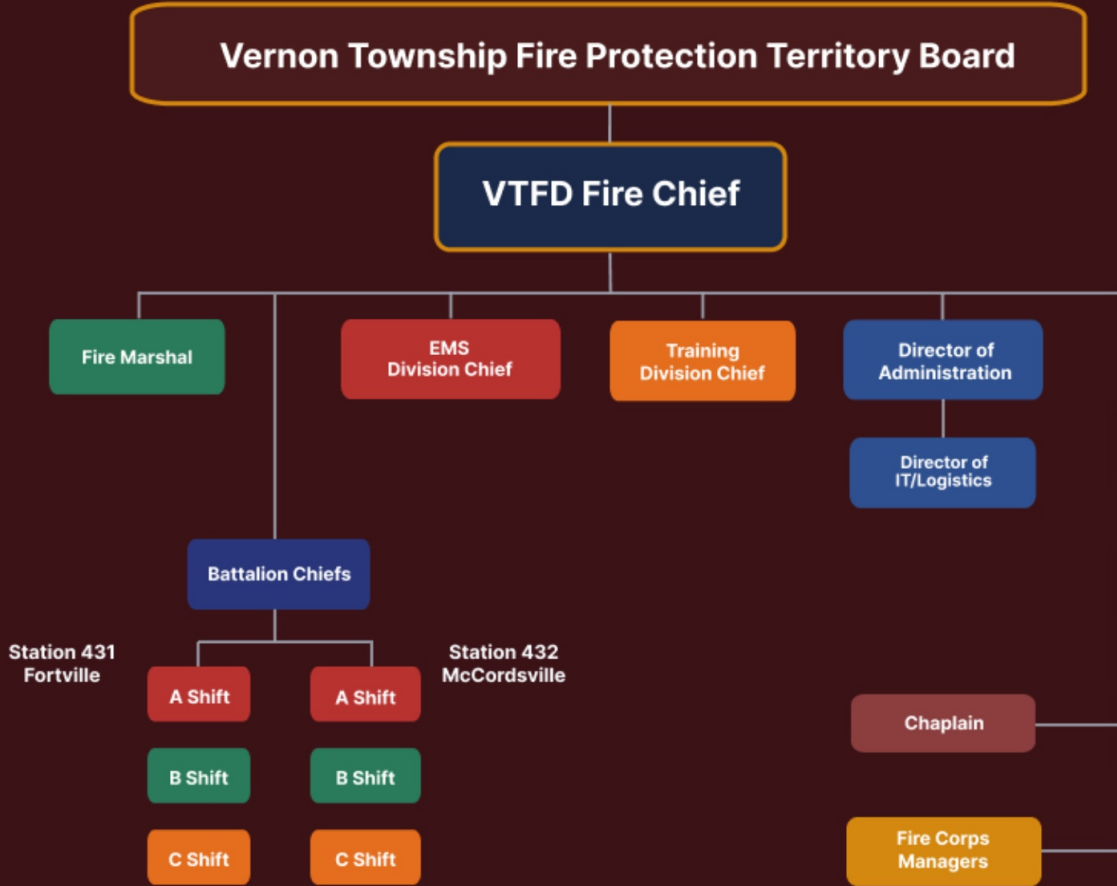 Vernon Township Fire Protection Territory Board
VTFD Fire Chief
Fire Marshal
EMS
Division Chief
Training
Division Chief
Director of
Administration
Director of
IT/Logistics
Battalion Chiefs
Station 431
Fortville
Station 432
McCordsville
A Shift
A Shift
B Shift
B Shift
C Shift
C Shift
Chaplain
Fire Corps
Managers